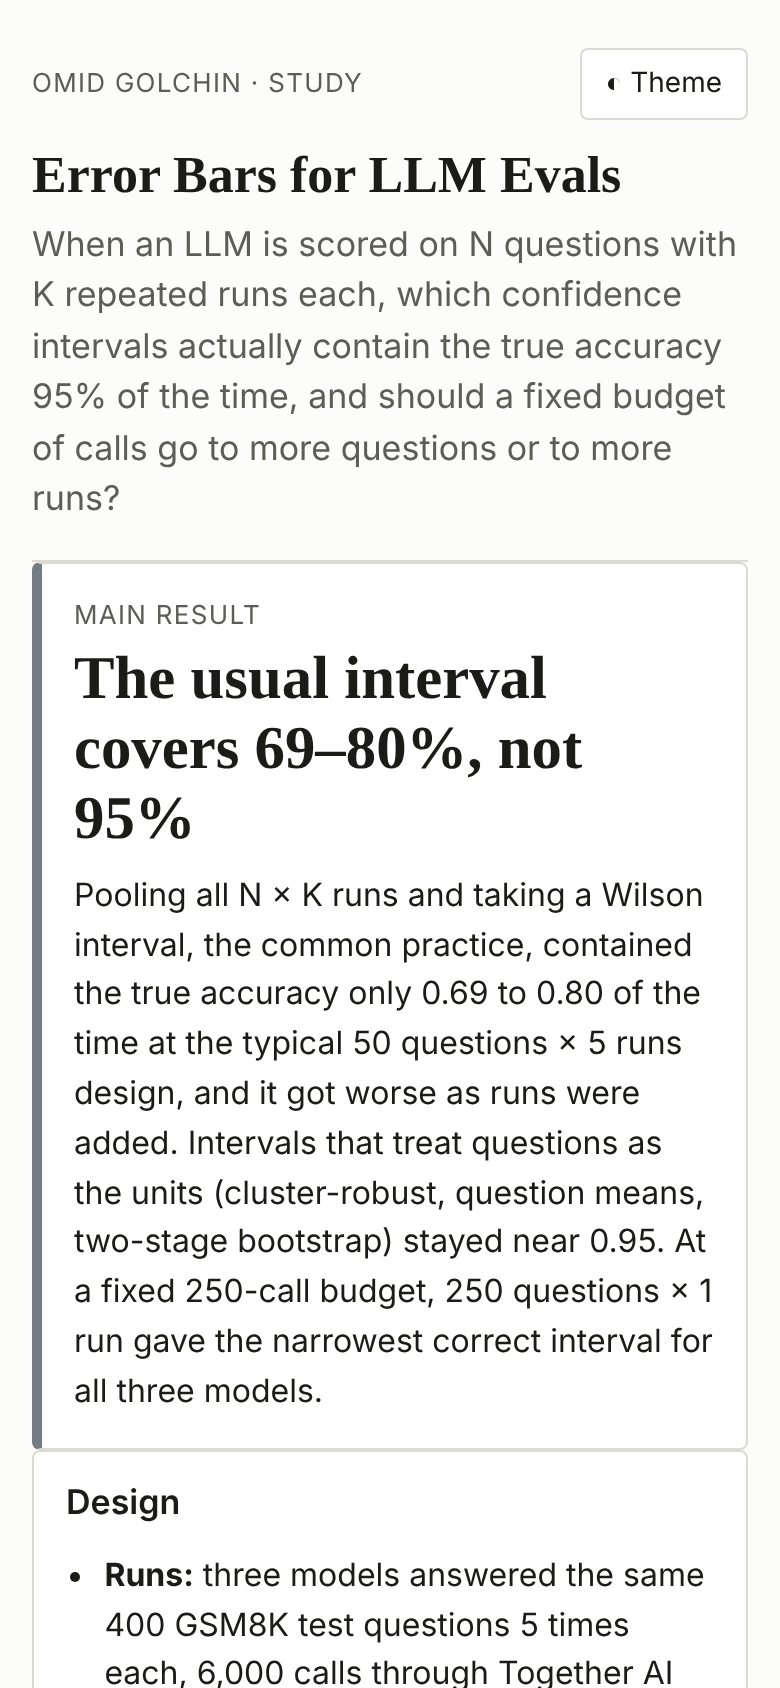 OMID GOLCHIN · STUDY
Theme
Error Bars for LLM Evals
When an LLM is scored on N questions with
K repeated runs each, which confidence
intervals actually contain the true accuracy
95% of the time, and should a fixed budget
of calls go to more questions or to more
runs?
MAIN RESULT
The usual interval
covers 69–80%, not
95%
Pooling all N × K runs and taking a Wilson
interval, the common practice, contained
the true accuracy only 0.69 to 0.80 of the
time at the typical 50 questions × 5 runs
design, and it got worse as runs were
added. Intervals that treat questions as
the units (cluster-robust, question means,
two-stage bootstrap) stayed near 0.95. At
a fixed 250-call budget, 250 questions × 1
run gave the narrowest correct interval for
all three models.
Design
• Runs: three models answered the same
400 GSM8K test questions 5 times
each, 6,000 calls through Together AI